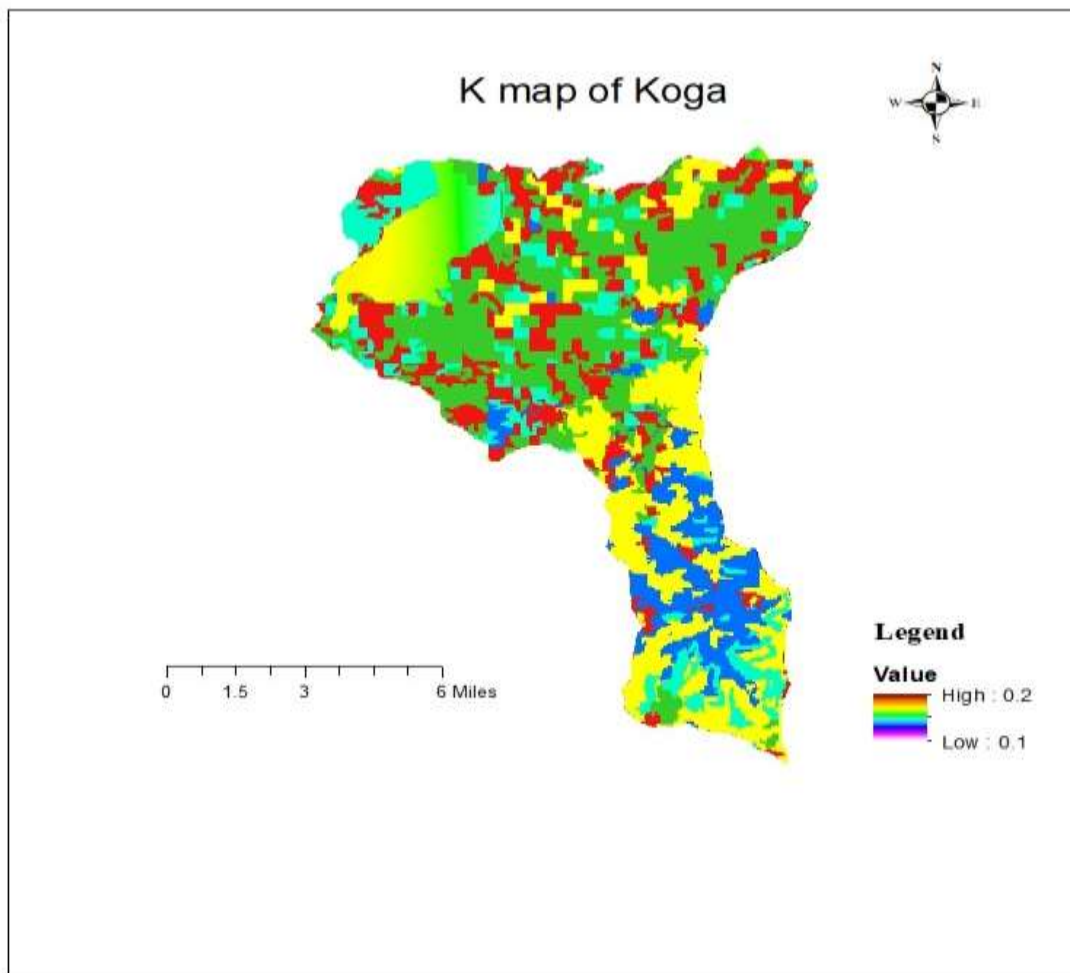 K map of Koga
N
W E
S
Legend
Value
High : 0.2
Low : 0.1
0 1.5 3 6 Miles